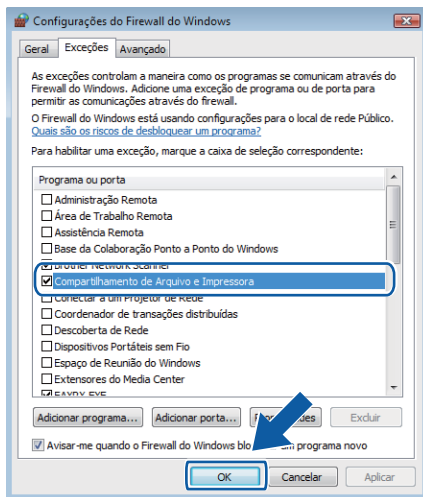 Configurações do Firewall do Windows
Geral Exceções Avançado
As exceções controlam a maneira como os programas se comunicam através do
Firewall do Windows. Adicione uma exceção de programa ou de porta para
permitir as comunicações através do firewall.
O Firewall do Windows está usando configurações para o local de rede Público.
Quais são os riscos de desbloquear um programa?
Para habilitar uma exceção, marque a caixa de seleção correspondente:
Programa ou porta
Administração Remota
Área de Trabalho Remota
Assistência Remota
Base da Colaboração Ponto a Ponto do Windows
Brother Network Scanner
Compartilhamento de Arquivo e Impressora
Conectar a um Projetor de Rede
Coordenador de transações distribuídas
Descoberta de Rede
Dispositivos Portáteis sem Fio
Espaço de Reunião do Windows
Extensores do Media Center
FAXRX.EXE
Adicionar programa... Adicionar porta... Excluir
Avisar-me quando o Firewall do Windows um programa novo
OK Cancelar Aplicar